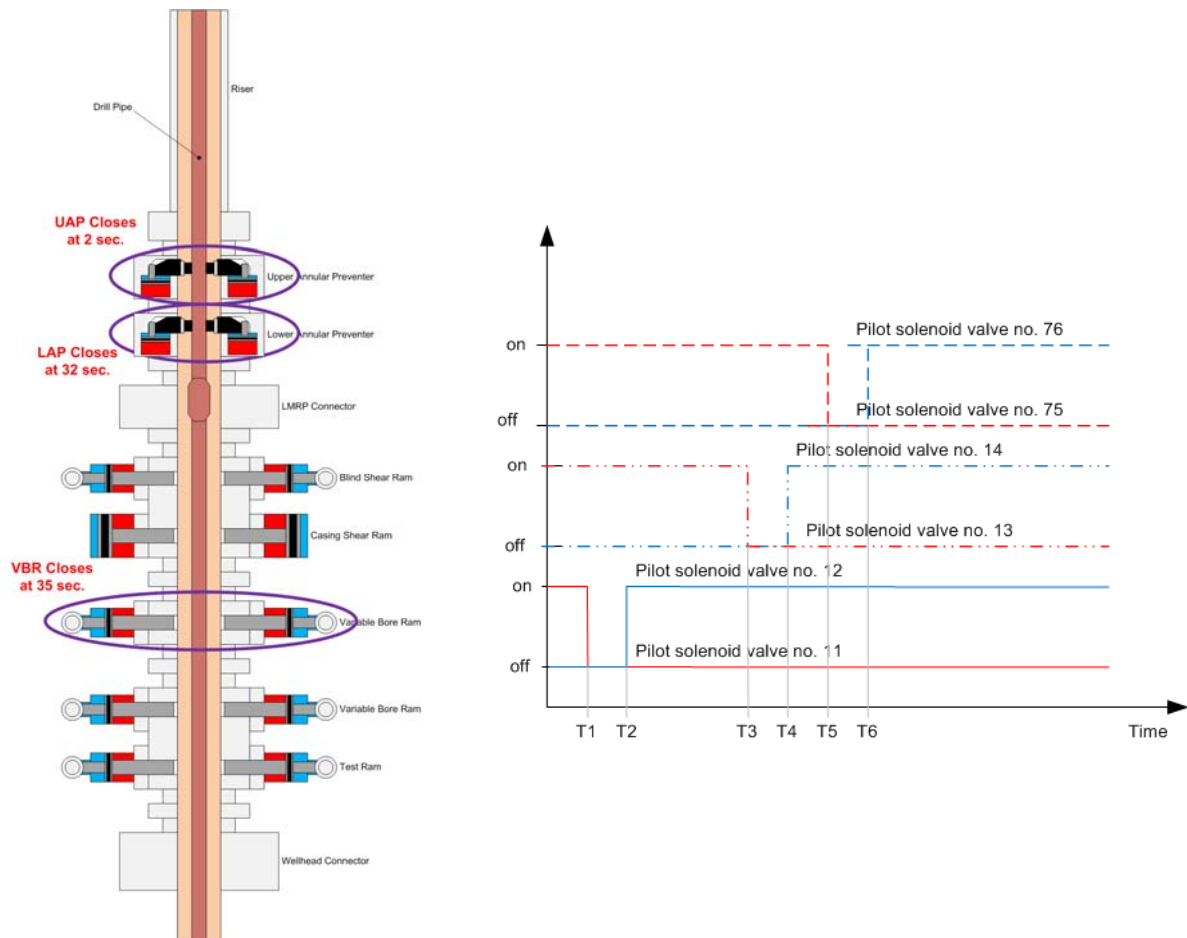 Riser
Drill Pipe
UAP Closes
at 2 sec.
Upper Annular Preventer
Lower Annular Preventer
LAP Closes
at 32 sec.
LMRP Connector
Blind Shear Ram
Casing Shear Ram
VBR Closes
at 35 sec.
Variable Bore Ram
Variable Bore Ram
Test Ram
Wellhead Connector
Pilot solenoid valve no. 76
on
Pilot solenoid valve no. 75
off
Pilot solenoid valve no. 14
on
Pilot solenoid valve no. 13
off
Pilot solenoid valve no. 12
on
Pilot solenoid valve no. 11
off
T1 T2 T3 T4 T5 T6 Time